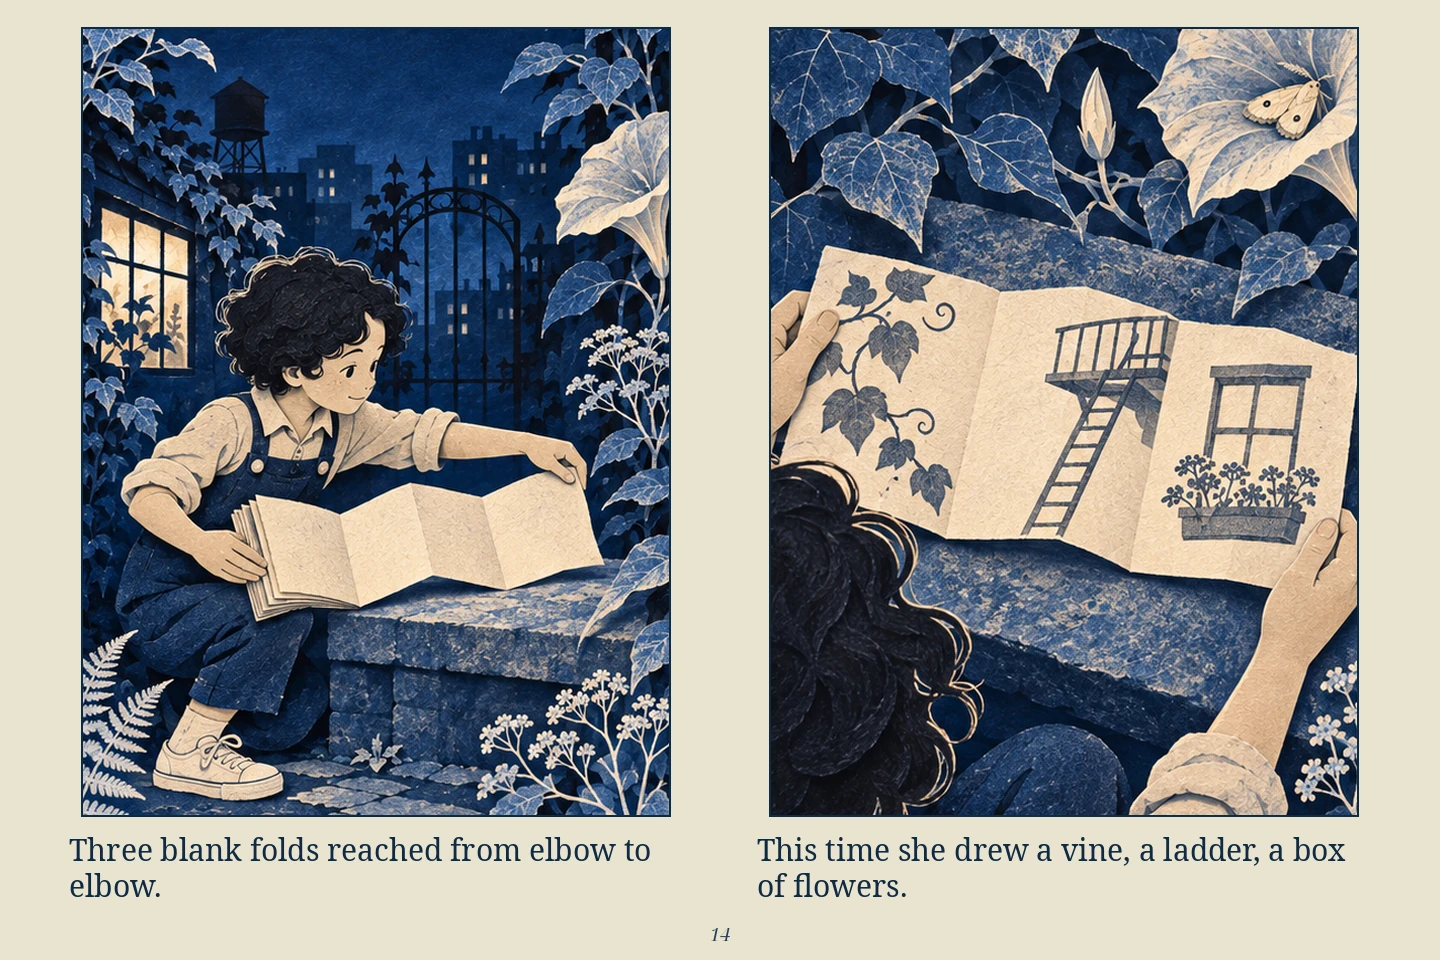 Three blank folds reached from elbow to
elbow.
This time she drew a vine, a ladder, a box
of flowers.
14